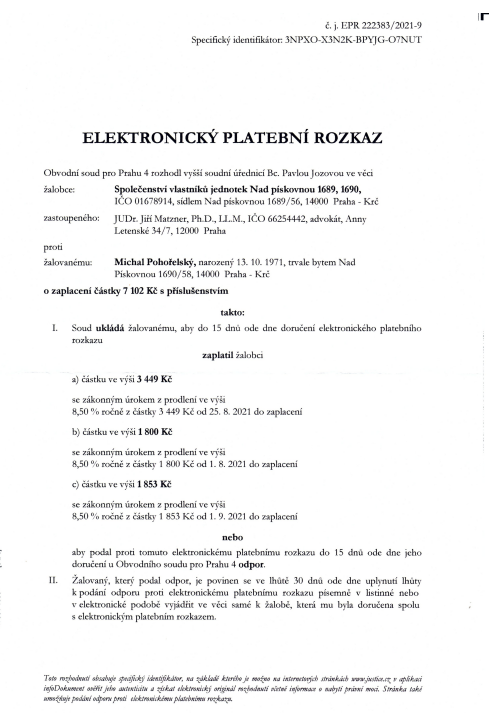 č. j. EPR 222383/2021-9
Specifický identifikátor: 3NPXO-X3N2K-BPYJG-O7NUT
ELEKTRONICKÝ PLATEBNÍ ROZKAZ
Obvodní soud pro Prahu 4 rozhodl vyšší soudní úřednicí Bc. Pavlou Jozovou ve věci
žalobce: Společenství vlastníků jednotek Nad pískovnou 1689, 1690,
IČO 01678914, sídlem Nad pískovnou 1689/56, 14000 Praha - Krč
zastoupeného: JUDr. Jiří Matzner, Ph.D., LL.M., IČO 66254442, advokát, Anny
Letenské 34/7, 12000 Praha
proti
žalovanému: Michal Pohořelský, narozený 13. 10. 1971, trvale bytem Nad
Pískovnou 1690/58, 14000 Praha - Krč
o zaplacení částky 7 102 Kč s příslušenstvím
takto:
I. Soud ukládá žalovanému, aby do 15 dnů ode dne doručení elektronického platebního
rozkazu
zaplatil žalobci
a) částku ve výši 3 449 Kč
se zákonným úrokem z prodlení ve výši
8,50 % ročně z částky 3 449 Kč od 25. 8. 2021 do zaplacení
b) částku ve výši 1 800 Kč
se zákonným úrokem z prodlení ve výši
8,50 % ročně z částky 1 800 Kč od 1. 8. 2021 do zaplacení
c) částku ve výši 1 853 Kč
se zákonným úrokem z prodlení ve výši
8,50 % ročně z částky 1 853 Kč od 1. 9. 2021 do zaplacení
nebo
aby podal proti tomuto elektronickému platebnímu rozkazu do 15 dnů ode dne jeho
doručení u Obvodního soudu pro Prahu 4 odpor.
II. Žalovaný, který podal odpor, je povinen se ve lhůtě 30 dnů ode dne uplynutí lhůty
k podání odporu proti elektronickému platebnímu rozkazu písemně v listinné nebo
v elektronické podobě vyjádřit ve věci samé k žalobě, která mu byla doručena spolu
s elektronickým platebním rozkazem.
Toto rozhodnutí obsahuje specifický identifikátor, na základě kterého je možno na internetových stránkách www.justice.cz v aplikaci
infoDokument ověřit jeho autenticitu a získat elektronický originál rozhodnutí včetně informace o nabytí právní moci. Stránka také
umožňuje podání odporu proti elektronickému platebnímu rozkazu.